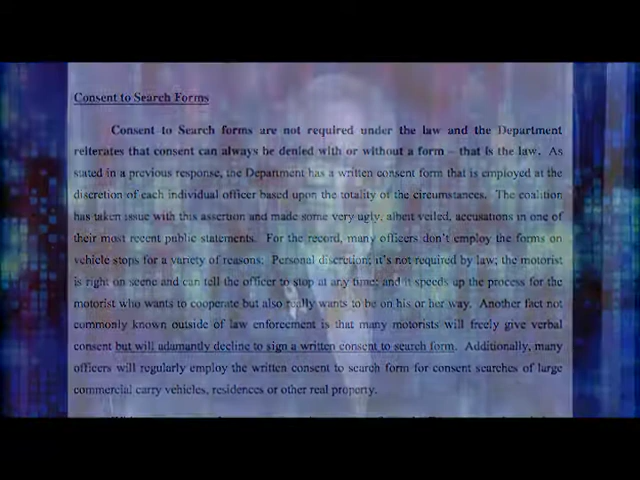 Consent to Search Forms
Consent to Search forms are not required under the law and the Department
reiterates that consent can always be denied with or without a form – that is the law. As
stated in a previous response, the Department has a written consent form that is employed at the
discretion of each individual officer based upon the totality of the circumstances. The coalition
has taken issue with this assertion and made some very ugly, albeit veiled, accusations in one of
their most recent public statements. For the record, many officers don't employ the forms on
vehicle stops for a variety of reasons: Personal discretion; it's not required by law; the motorist
is right on scene and can tell the officer to stop at any time; and it speeds up the process for the
motorist who wants to cooperate but also really wants to be on his or her way. Another fact not
commonly known outside of law enforcement is that many motorists will freely give verbal
consent but will adamantly decline to sign a written consent to search form. Additionally, many
officers will regularly employ the written consent to search form for consent searches of large
commercial carry vehicles, residences or other real property.